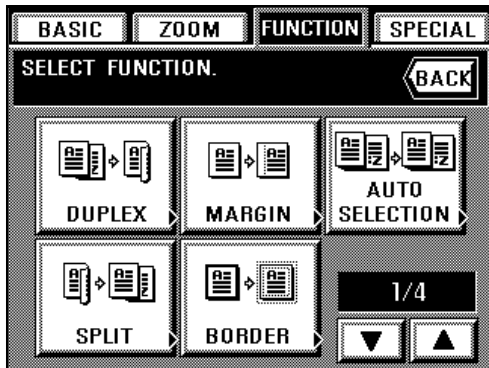 BASIC ZOOM FUNCTION SPECIAL
SELECT FUNCTION.
BACK
DUPLEX MARGIN AUTO SELECTION
SPLIT BORDER 1/4